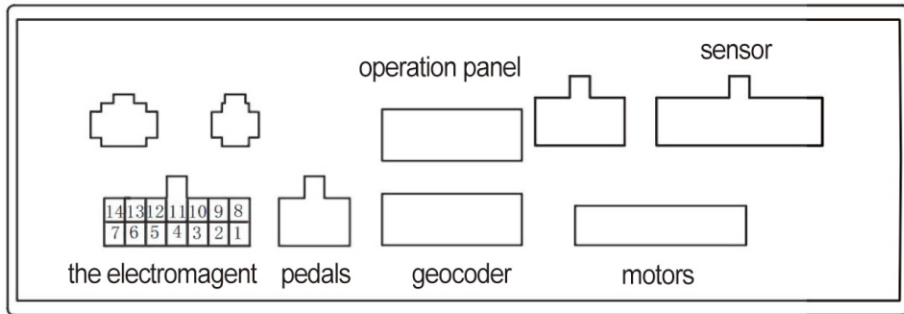 sensor
operation panel
14 13 12 11 10 9 8
7 6 5 4 3 2 1
the electromagent
pedals
geocoder
motors